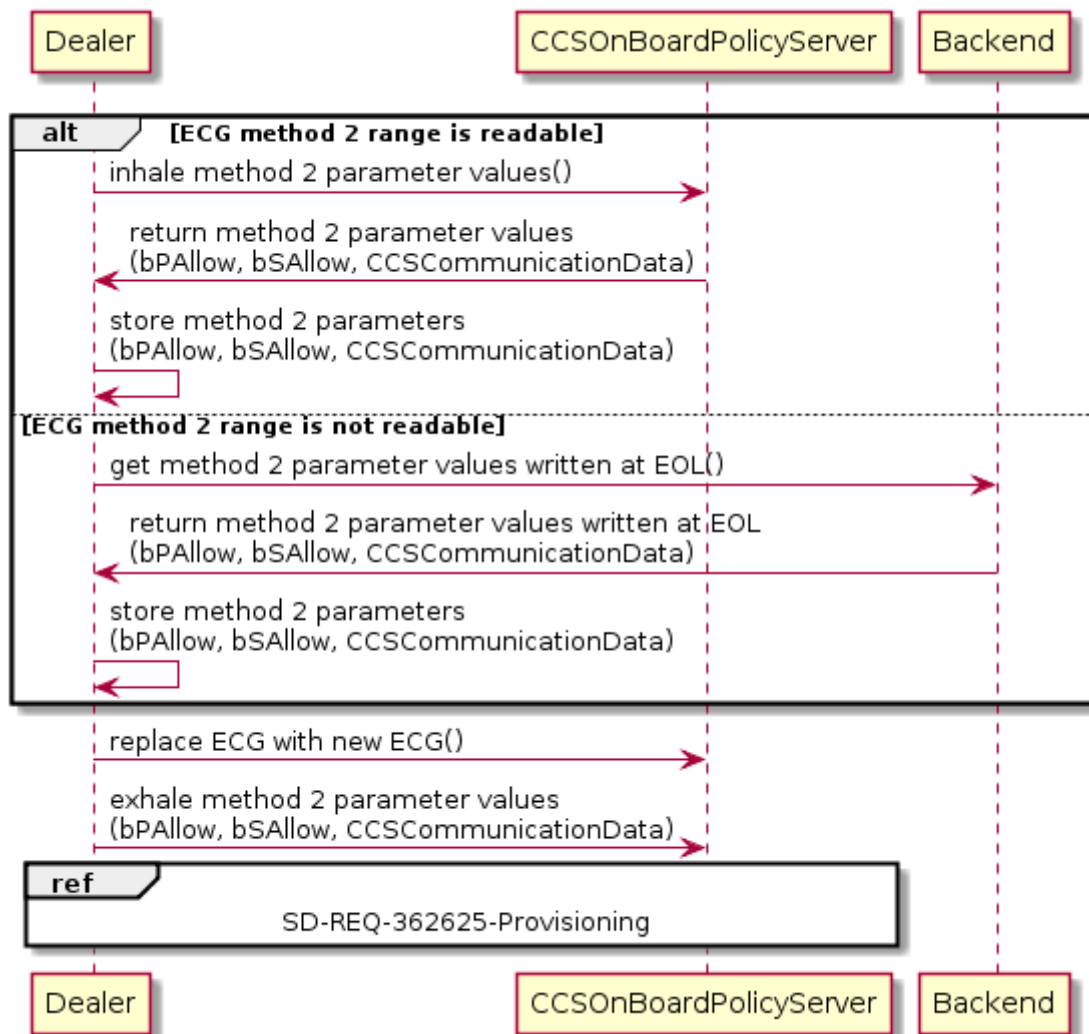 Dealer
CCSOnBoardPolicyServer
Backend
alt
[ECG method 2 range is readable]
inhale method 2 parameter values()
return method 2 parameter values
(bPAllow, bSAllow, CCSCommunicationData)
store method 2 parameters
(bPAllow, bSAllow, CCSCommunicationData)
[ECG method 2 range is not readable]
get method 2 parameter values written at EOL()
return method 2 parameter values written at EOL
(bPAllow, bSAllow, CCSCommunicationData)
store method 2 parameters
(bPAllow, bSAllow, CCSCommunicationData)
replace ECG with new ECG()
exhale method 2 parameter values
(bPAllow, bSAllow, CCSCommunicationData)
ref
SD-REQ-362625-Provisioning
Dealer
CCSOnBoardPolicyServer
Backend